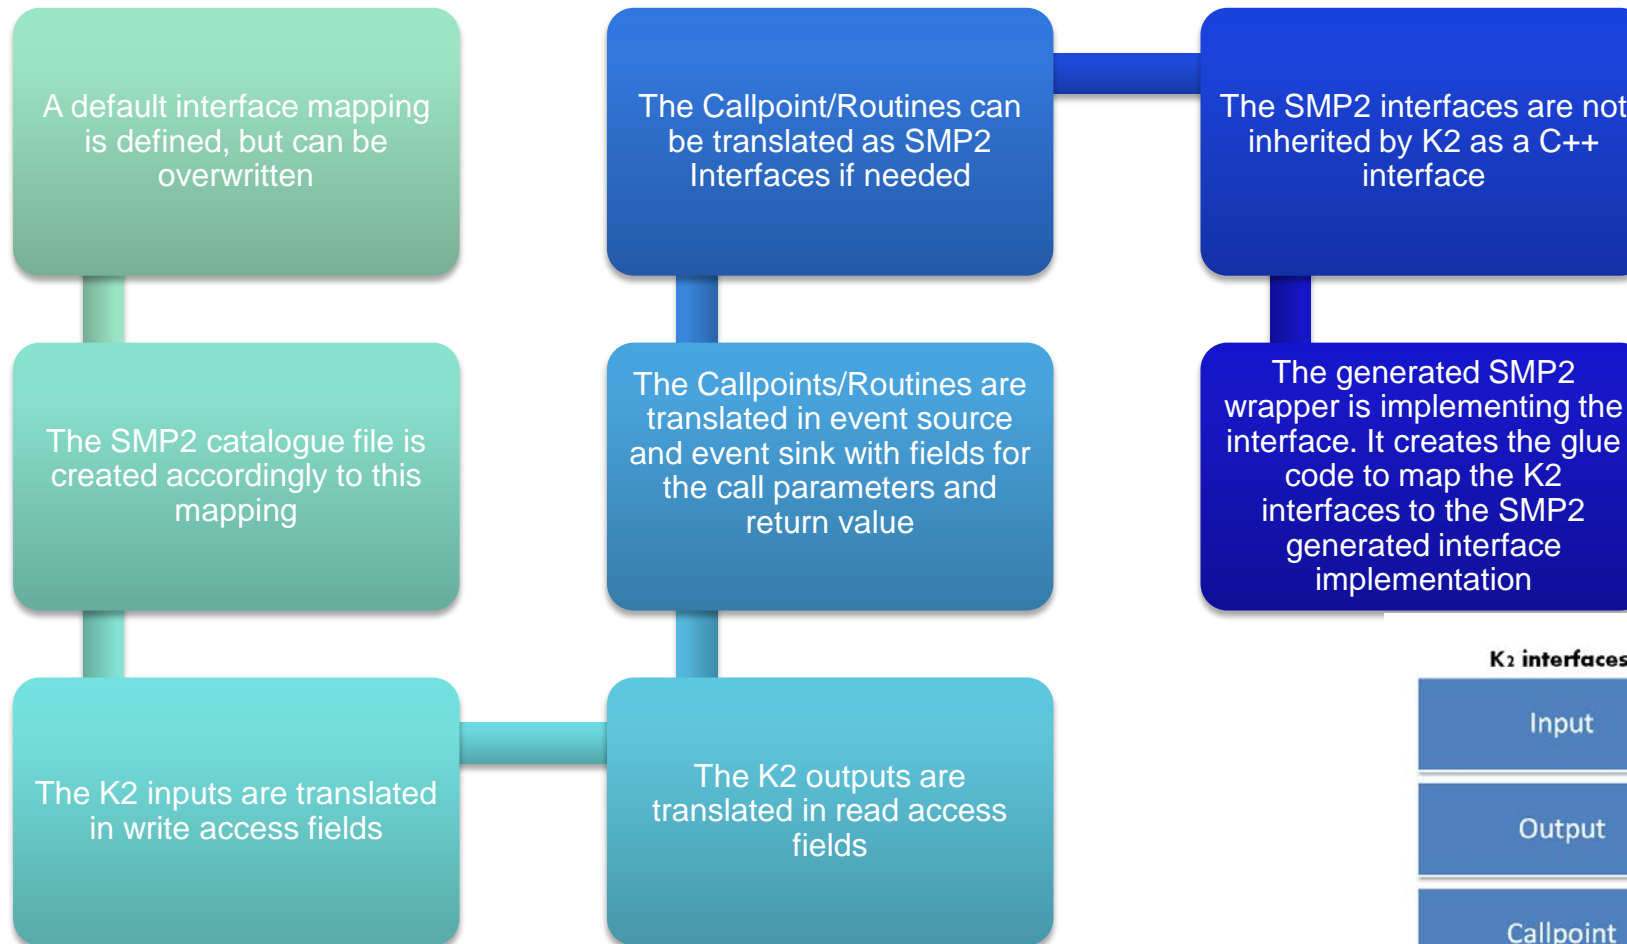 A default interface mapping
is defined, but can be
overwritten
The SMP2 catalogue file is
created accordingly to this
mapping
The K2 inputs are translated
in write access fields
The K2 outputs are
translated in read access
fields
The Callpoints/Routines are
translated in event source
and event sink with fields for
the call parameters and
return value
The Callpoint/Routines can
be translated as SMP2
Interfaces if needed
The SMP2 interfaces are not
inherited by K2 as a C++
interface
The generated SMP2
wrapper is implementing the
interface. It creates the glue
code to map the K2
interfaces to the SMP2
generated interface
implementation
K2 interfaces
Input
Output
Callpoint